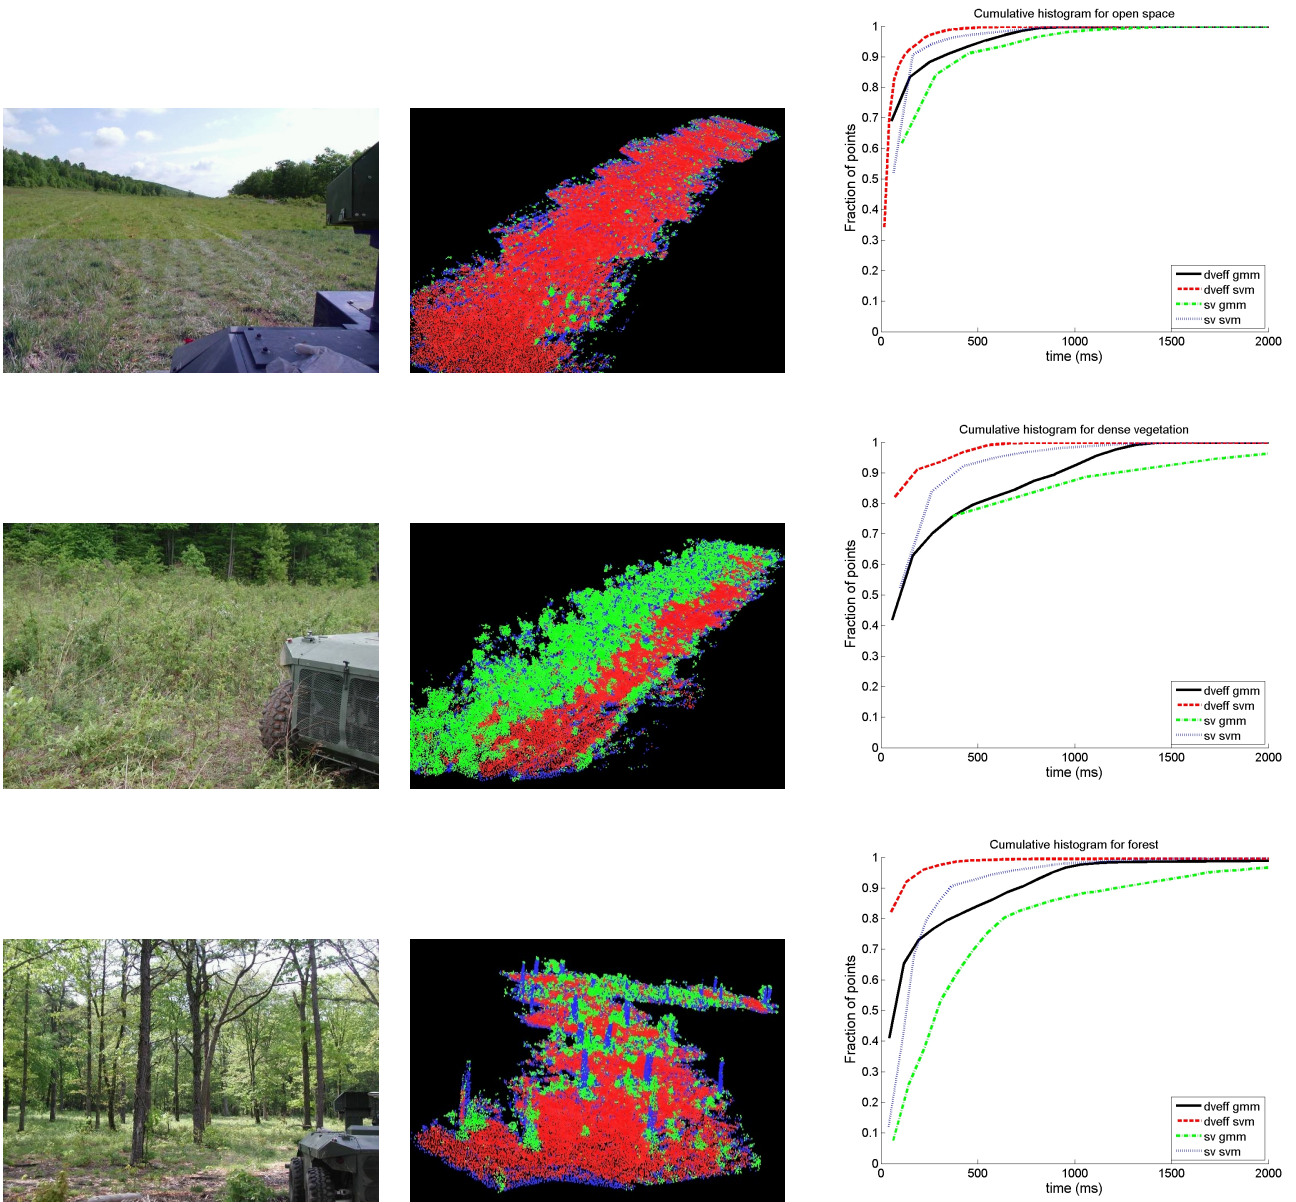 Cumulative histogram for open space
1
0.9
0.8
0.7
0.6
0.5
0.4
0.3
0.2
0.1
0
Fraction of points
dveff gmm
dveff svm
sv gmm
sv svm
0 500 1000 1500 2000
time (ms)
Cumulative histogram for dense vegetation
1
0.9
0.8
0.7
0.6
0.5
0.4
0.3
0.2
0.1
0
Fraction of points
dveff gmm
dveff svm
sv gmm
sv svm
0 500 1000 1500 2000
time (ms)
Cumulative histogram for forest
1
0.9
0.8
0.7
0.6
0.5
0.4
0.3
0.2
0.1
0
Fraction of points
dveff gmm
dveff svm
sv gmm
sv svm
0 500 1000 1500 2000
time (ms)